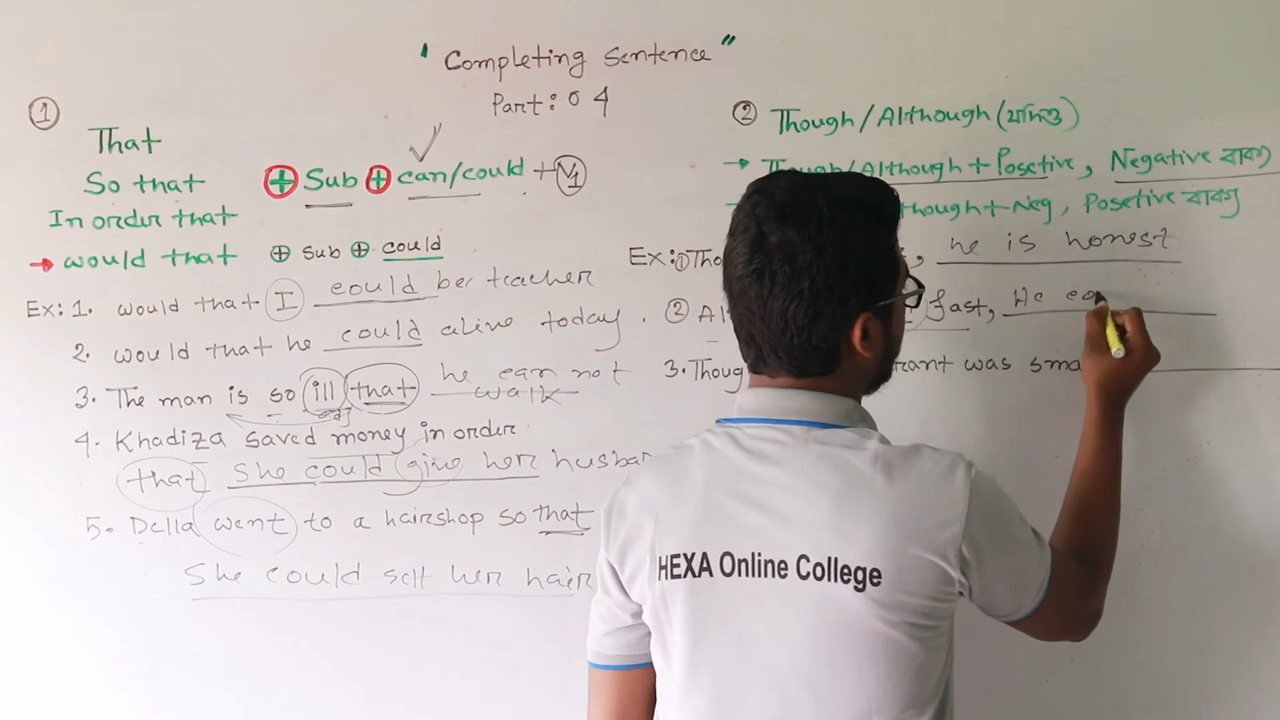 ' Completing Sentence "
Part: 04
①
That
So that
In order that
⊕ Sub ⊕ can/could + V1
→ would that ⊕ sub ⊕ could
Ex: 1. would that I could be teacher
2. would that he could alive today.
3. The man is so ill that he can not walk
4. Khadiza saved money in order
that she could give her husban
5. Della went to a hairshop so that
She could sell her hair
② Though/Although (যদিও)
→ Though/Although + Posetive, Negative বাক্য
though + Neg, Posetive বাক্য
Ex: ① Tho , he is honest
② Al fast, He co
3. Thoug rant was sma
HEXA Online College